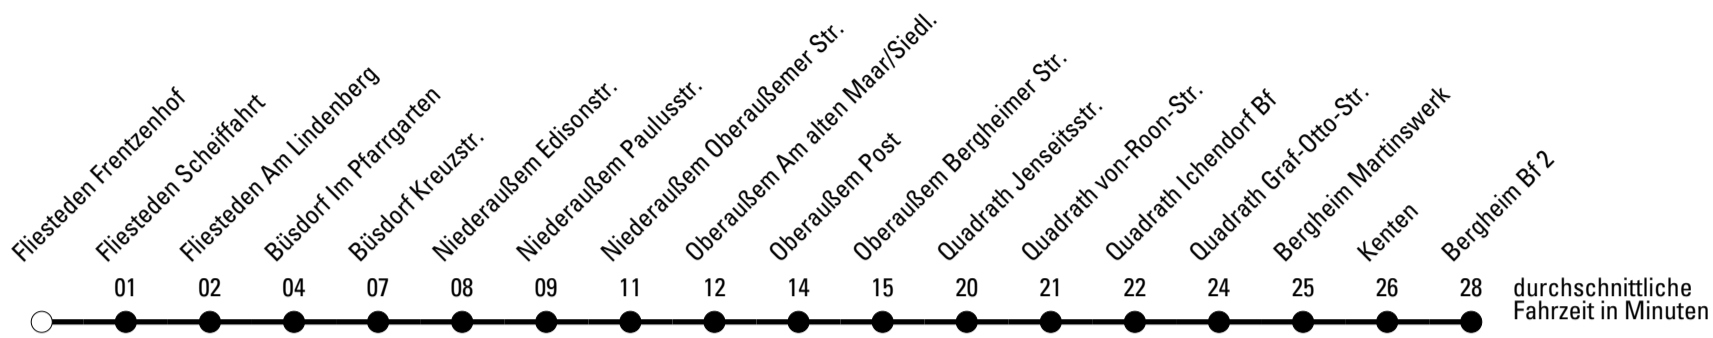 Fliesteden Frentzenhof
Fliesteden Scheiffahrt
Fliesteden Am Lindenberg
Büsdorf Im Pfarrgarten
Büsdorf Kreuzstr.
Niederaußem Edisonstr.
Niederaußem Paulusstr.
Niederaußem Oberaußemer Str.
Oberaußem Am alten Maar/Siedl.
Oberaußem Post
Oberaußem Bergheimer Str.
Quadrath Jenseitsstr.
Quadrath von-Roon-Str.
Quadrath Ichendorf Bf
Quadrath Graf-Otto-Str.
Bergheim Martinswerk
Kenten
Bergheim Bf 2
01 02 04 07 08 09 11 12 14 15 20 21 22 24 25 26 28
durchschnittliche
Fahrzeit in Minuten